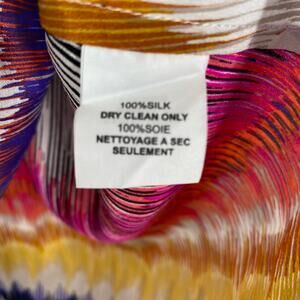 100%SILK
DRY CLEAN ONLY
100%SOIE
NETTOYAGE A SEC
SEULEMENT